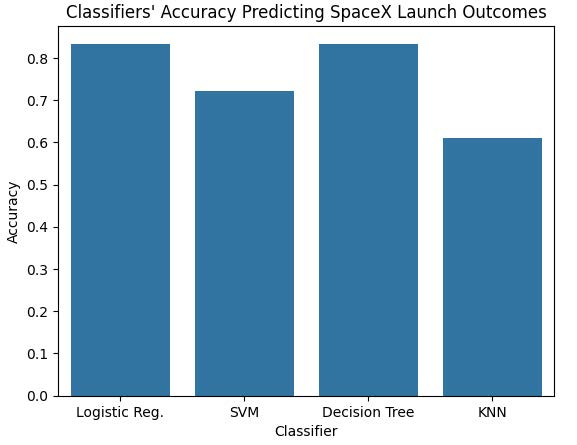 Classifiers' Accuracy Predicting SpaceX Launch Outcomes
Accuracy
0.8
0.7
0.6
0.5
0.4
0.3
0.2
0.1
0.0
Logistic Reg. SVM Decision Tree KNN
Classifier